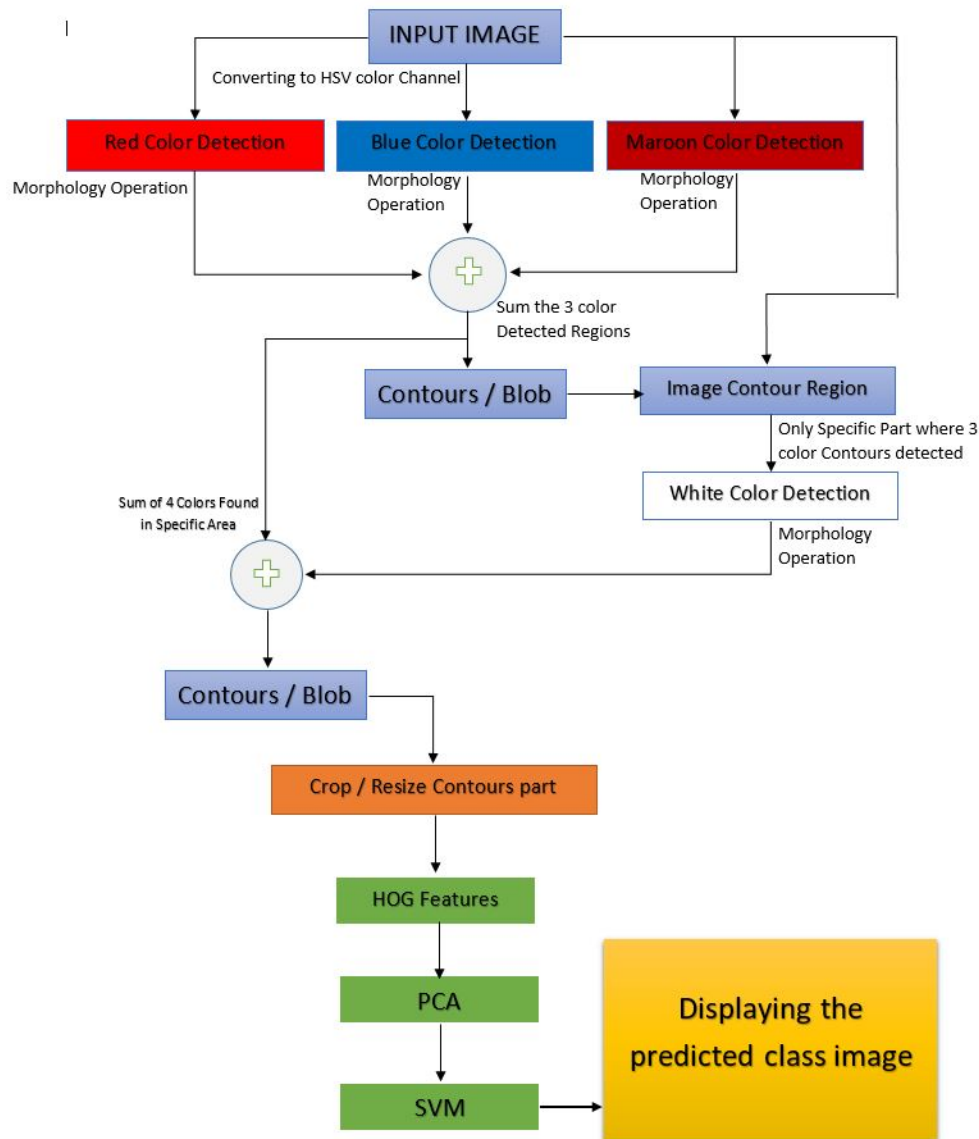 INPUT IMAGE
Converting to HSV color Channel
Red Color Detection
Blue Color Detection
Maroon Color Detection
Morphology Operation
Morphology
Operation
Morphology
Operation
Sum the 3 color
Detected Regions
Contours / Blob
Image Contour Region
Only Specific Part where 3
color Contours detected
White Color Detection
Sum of 4 Colors Found
in Specific Area
Morphology
Operation
Contours / Blob
Crop / Resize Contours part
HOG Features
PCA
SVM
Displaying the
predicted class image